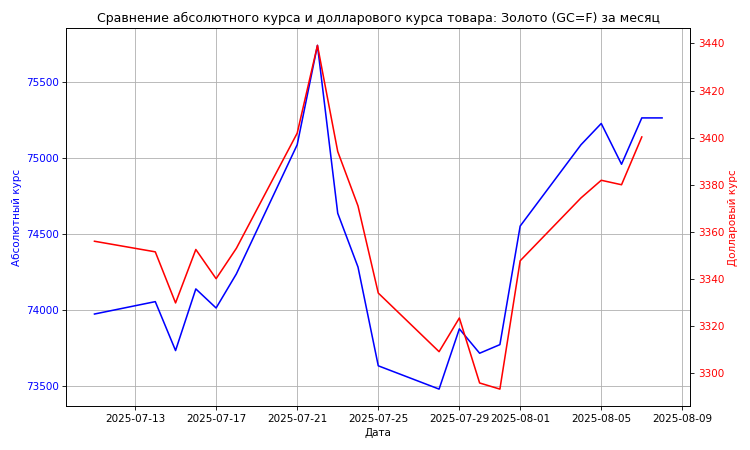 Сравнение абсолютного курса и долларового курса товара: Золото (GC=F) за месяц
Абсолютный курс
75500
75000
74500
74000
73500
3440
3420
3400
3380
3360
3340
3320
3300
Долларовый курс
2025-07-13 2025-07-17 2025-07-21 2025-07-25 2025-07-29 2025-08-01 2025-08-05 2025-08-09
Дата